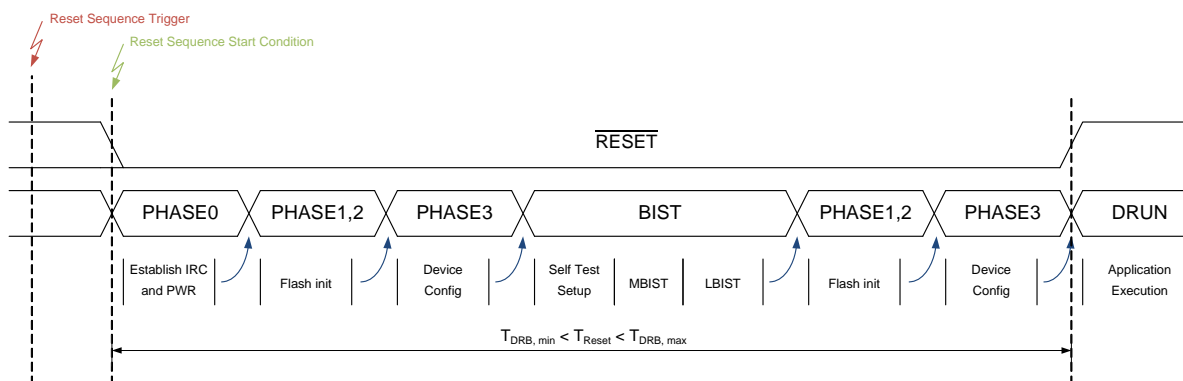 Reset Sequence Trigger
Reset Sequence Start Condition
RESET
PHASE0
PHASE1,2
PHASE3
BIST
PHASE1,2
PHASE3
DRUN
Establish IRC
and PWR
Flash init
Device
Config
Self Test
Setup
MBIST
LBIST
Flash init
Device
Config
Application
Execution
TDRB, min < TReset < TDRB, max